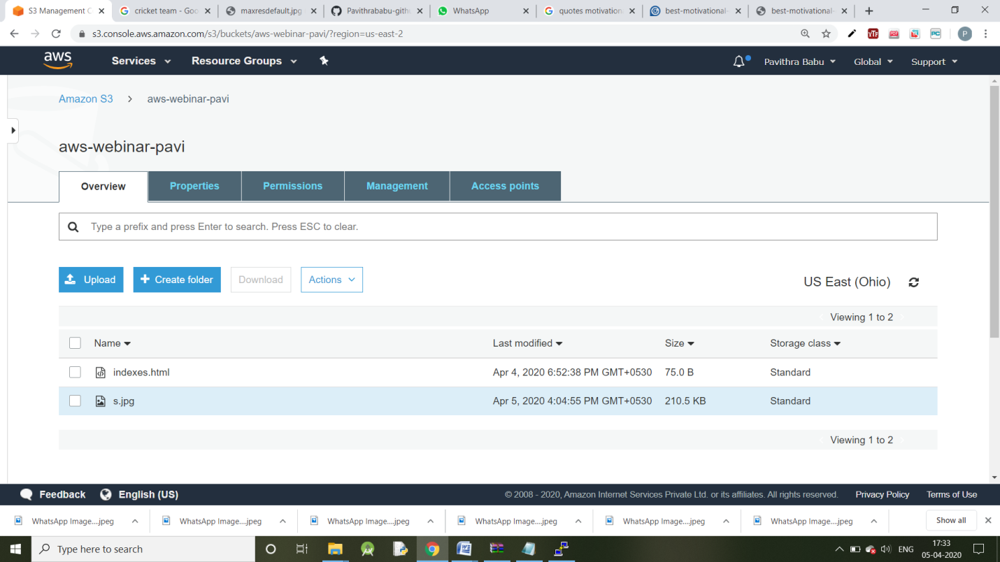 S3 Management C
cricket team - Goo
maxresdefault.jpg
Pavithrababu-gith
WhatsApp
quotes motivation
best-motivational-
best-motivational-
s3.console.aws.amazon.com/s3/buckets/aws-webinar-pavi/?region=us-east-2
YTF PDF PC P
aws Services Resource Groups Pavithra Babu Global Support
Amazon S3 > aws-webinar-pavi
aws-webinar-pavi
Overview Properties Permissions Management Access points
Type a prefix and press Enter to search. Press ESC to clear.
Upload + Create folder Download Actions US East (Ohio)
Viewing 1 to 2
Name Last modified Size Storage class
indexes.html Apr 4, 2020 6:52:38 PM GMT+0530 75.0 B Standard
s.jpg Apr 5, 2020 4:04:55 PM GMT+0530 210.5 KB Standard
Viewing 1 to 2
Feedback English (US) © 2008 - 2020, Amazon Internet Services Private Ltd. or its affiliates. All rights reserved. Privacy Policy Terms of Use
WhatsApp Image....jpeg WhatsApp Image....jpeg WhatsApp Image....jpeg WhatsApp Image....jpeg WhatsApp Image....jpeg WhatsApp Image....jpeg Show all
Type here to search ENG 17:33
05-04-2020